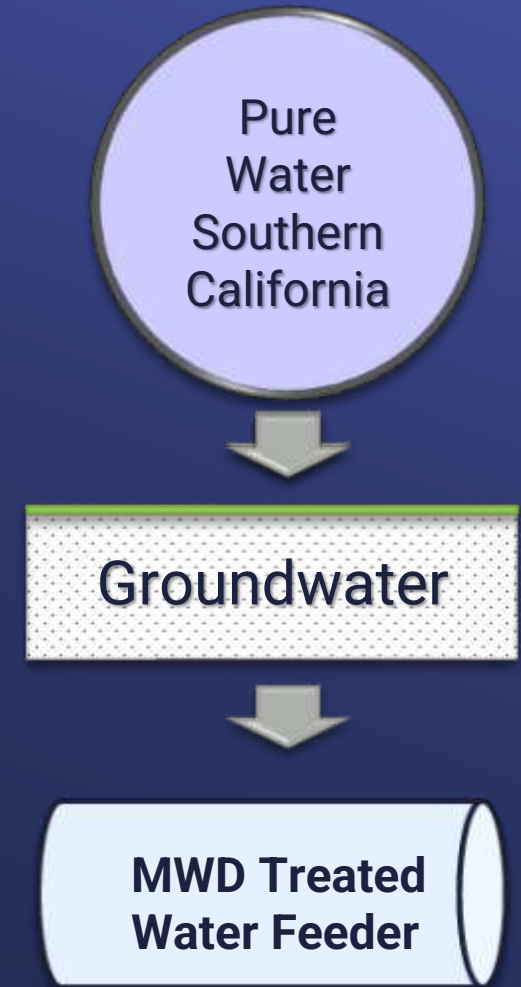 Pure
Water
Southern
California
Groundwater
MWD Treated
Water Feeder